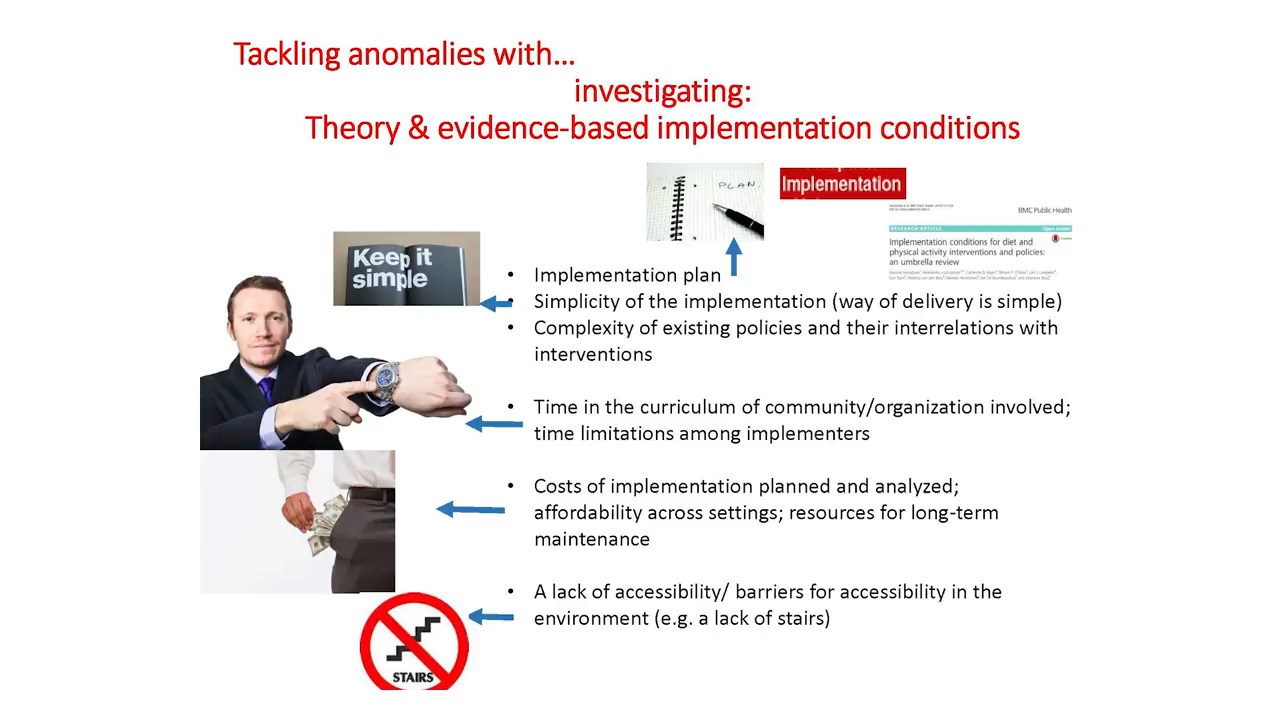 Tackling anomalies with…
investigating:
Theory & evidence-based implementation conditions
PLAN.
Implementation
BMC Public Health
RESEARCH ARTICLE
Open Access
Implementation conditions for diet and
physical activity interventions and policies:
an umbrella review
Keep it
simple
• Implementation plan
• Simplicity of the implementation (way of delivery is simple)
• Complexity of existing policies and their interrelations with
interventions
• Time in the curriculum of community/organization involved;
time limitations among implementers
• Costs of implementation planned and analyzed;
affordability across settings; resources for long-term
maintenance
• A lack of accessibility/ barriers for accessibility in the
environment (e.g. a lack of stairs)
STAIRS